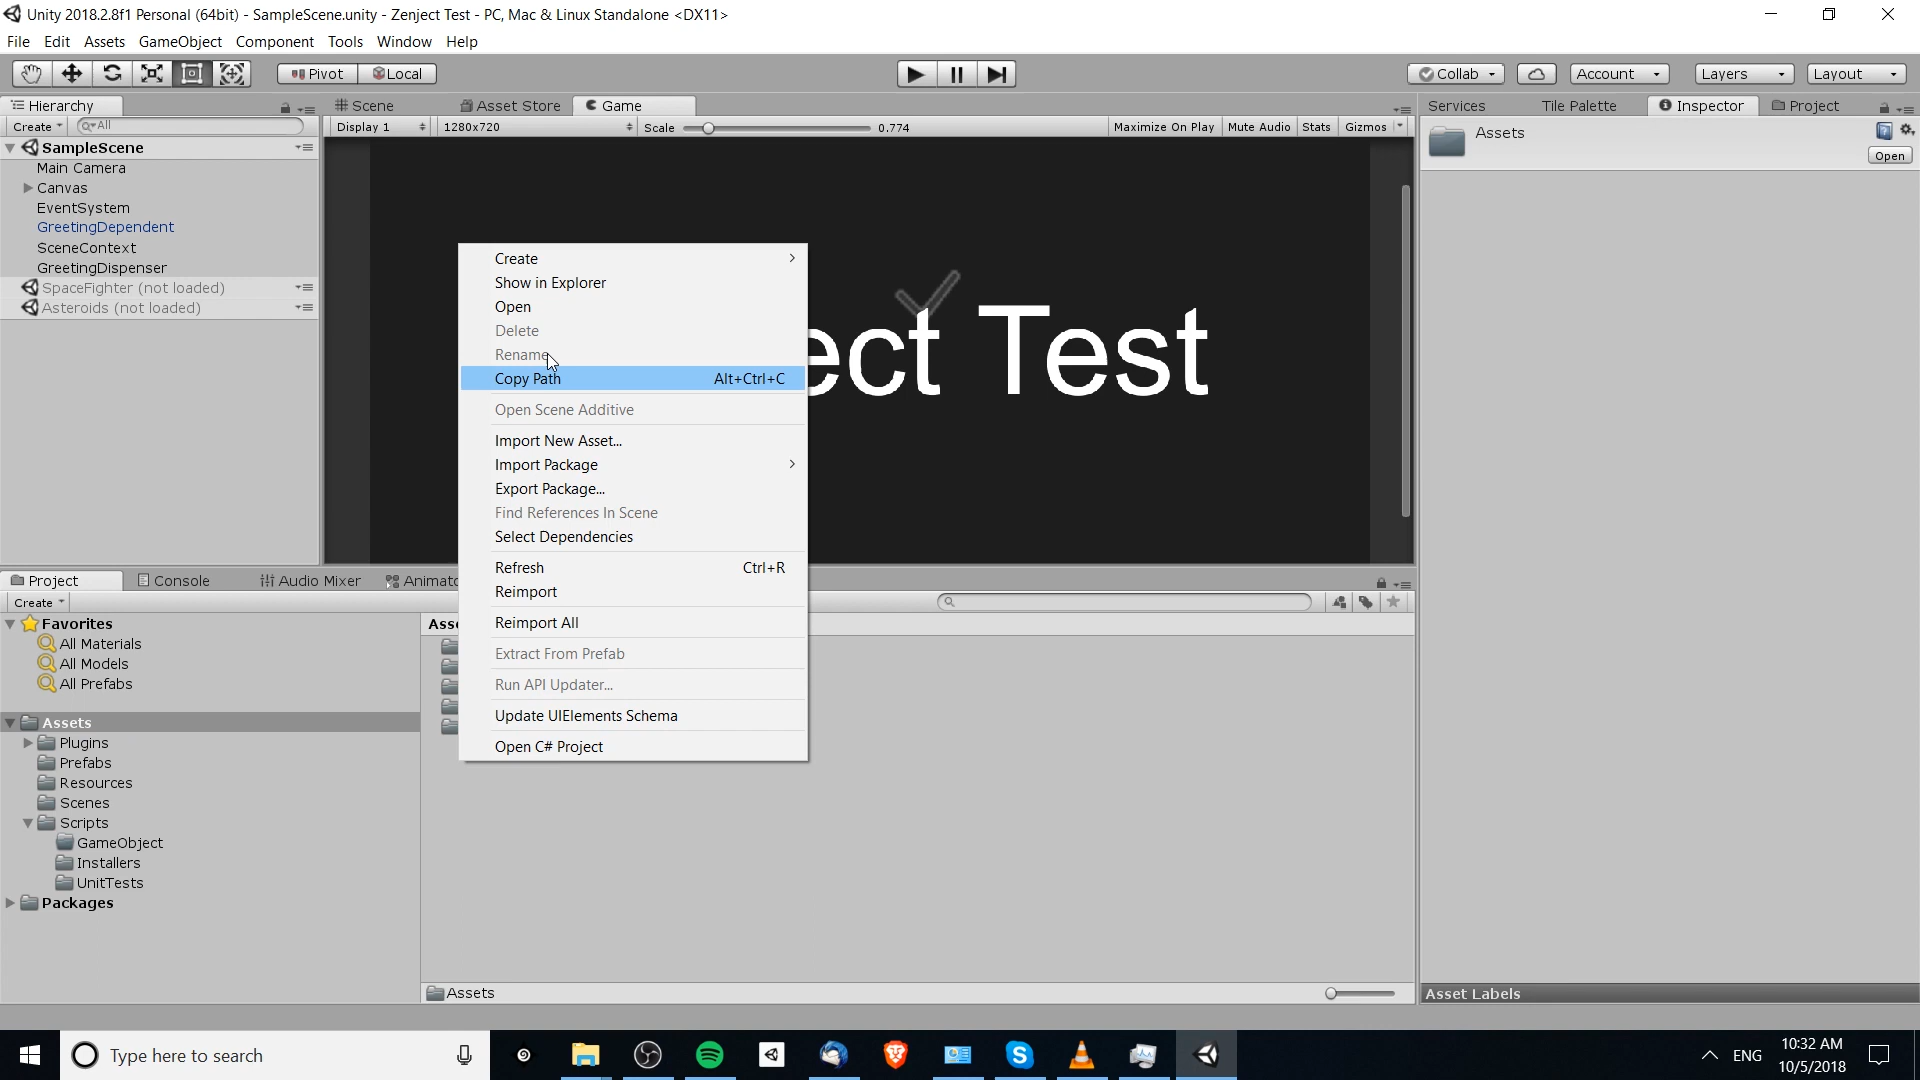 Unity 2018.2.8f1 Personal (64bit) - SampleScene.unity - Zenject Test - PC, Mac & Linux Standalone <DX11>
File Edit Assets GameObject Component Tools Window Help
Pivot Local Collab Account Layers Layout
Hierarchy Scene Asset Store Game Services Tile Palette Inspector Project
Create All Display 1 1280x720 Scale 0.774 Maximize On Play Mute Audio Stats Gizmos
Assets
Open
SampleScene
Main Camera
Canvas
EventSystem
GreetingDependent
SceneContext
GreetingDispenser
SpaceFighter (not loaded)
Asteroids (not loaded)
ect Test
Create
Show in Explorer
Open
Delete
Rename
Copy Path Alt+Ctrl+C
Open Scene Additive
Import New Asset...
Import Package
Export Package...
Find References In Scene
Select Dependencies
Refresh Ctrl+R
Reimport
Reimport All
Extract From Prefab
Run API Updater...
Update UIElements Schema
Open C# Project
Project Console Audio Mixer Animato
Create
Favorites
All Materials
All Models
All Prefabs
Asse
Assets
Plugins
Prefabs
Resources
Scenes
Scripts
GameObject
Installers
UnitTests
Packages
Assets
Asset Labels
Type here to search
ENG
10:32 AM
10/5/2018